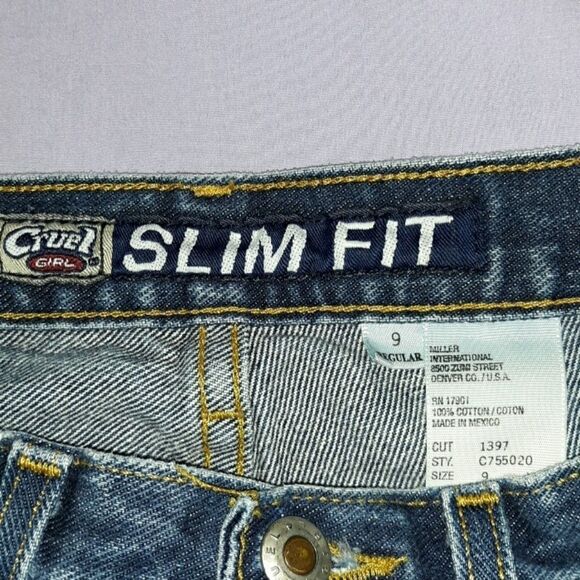 Cruel
GIRL
SLIM FIT
9
REGULAR
MILLER
INTERNATIONAL
8500 ZUNI STREET
DENVER CO. / U.S.A.
RN 17901
100% COTTON / COTON
MADE IN MEXICO
CUT 1397
STY. C755020
SIZE 9